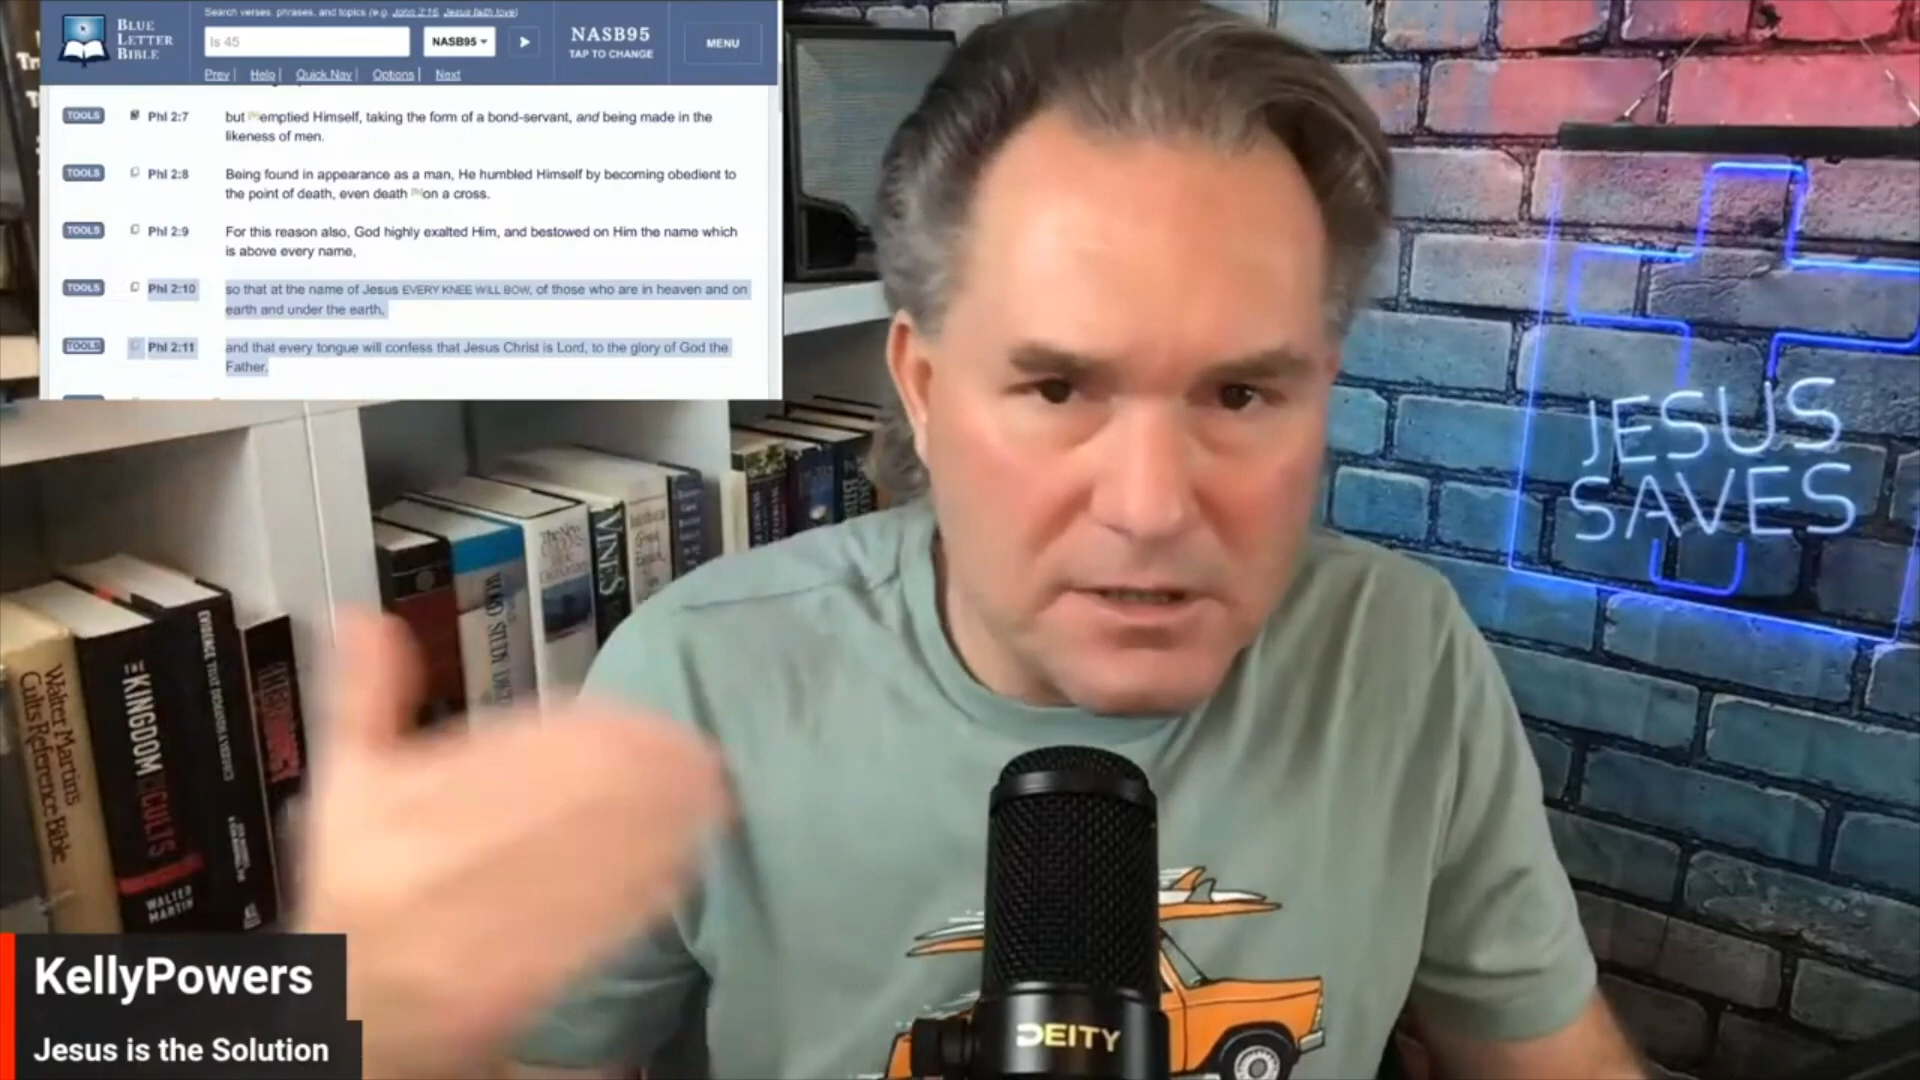 BLUE
LETTER
BIBLE
Search verses, phrases, and topics (e.g. John 3:16, Jesus faith love)
Is 45
NASB95
NASB95
TAP TO CHANGE
MENU
Prev | Help | Quick Nav | Options | Next
TOOLS Phl 2:7 but emptied Himself, taking the form of a bond-servant, and being made in the
likeness of men.
TOOLS Phl 2:8 Being found in appearance as a man, He humbled Himself by becoming obedient to
the point of death, even death on a cross.
TOOLS Phl 2:9 For this reason also, God highly exalted Him, and bestowed on Him the name which
is above every name,
TOOLS Phl 2:10 so that at the name of Jesus EVERY KNEE WILL BOW, of those who are in heaven and on
earth and under the earth,
TOOLS Phl 2:11 and that every tongue will confess that Jesus Christ is Lord, to the glory of God the
Father.
JESUS
SAVES
VINE'S
Walter Martin's
Cults Reference Bible
THE
KINGDOM
CULTS
WALTER
MARTIN
DEITY
KellyPowers
Jesus is the Solution